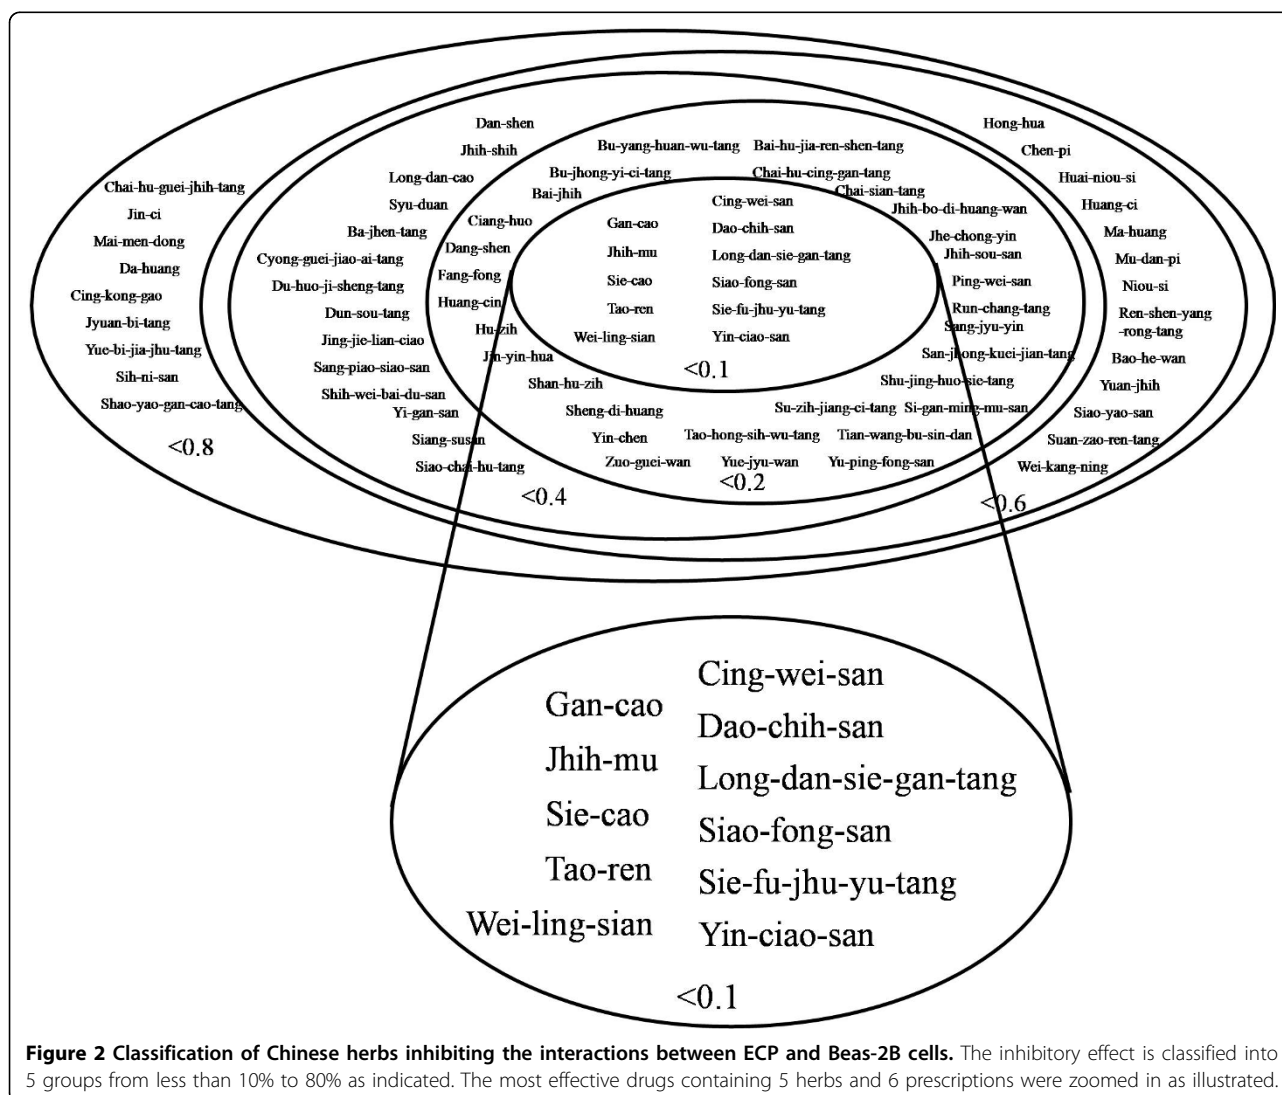 Dan-shen
Jhih-shih
Long-dan-cao
Syu-duan
Ba-jhen-tang
Cyong-guei-jiao-ai-tang
Du-huo-ji-sheng-tang
Dun-sou-tang
Jing-jie-lian-ciao
Sang-piao-siao-san
Shih-wei-bai-du-san
Yi-gan-san
Siang-susan
Siao-chai-hu-tang
<0.4
Chai-hu-guei-jhih-tang
Jin-ci
Mai-men-dong
Da-huang
Cing-kong-gao
Jyuan-bi-tang
Yue-bi-jia-jhu-tang
Sih-ni-san
Shao-yao-gan-cao-tang
<0.8
Bu-yang-huan-wu-tang
Bai-hu-jia-ren-shen-tang
Bu-jhong-yi-ci-tang
Chai-hu-cing-gan-tang
Bai-jhih
Chai-sian-tang
Ciang-huo
Jhih-bo-di-huang-wan
Dang-shen
Jhe-chong-yin
Fang-fong
Jhih-sou-san
Huang-cin
Ping-wei-san
Hu-zih
Run-chang-tang
Jin-yin-hua
Sang-jyu-yin
Shan-hu-zih
San-jhong-kuei-jian-tang
Sheng-di-huang
Shu-jing-huo-sie-tang
Su-zih-jiang-ci-tang
Si-gan-ming-mu-san
Yin-chen
Tao-hong-sih-wu-tang
Tian-wang-bu-sin-dan
Zuo-guei-wan
Yue-jyu-wan
Yu-ping-fong-san
<0.2
Gan-cao
Jhih-mu
Sie-cao
Tao-ren
Wei-ling-sian
Cing-wei-san
Dao-chih-san
Long-dan-sie-gan-tang
Siao-fong-san
Sie-fu-jhu-yu-tang
Yin-ciao-san
<0.1
Hong-hua
Chen-pi
Huai-niou-si
Huang-ci
Ma-huang
Mu-dan-pi
Niou-si
Ren-shen-yang
-rong-tang
Bao-he-wan
Yuan-jhih
Siao-yao-san
Suan-zao-ren-tang
Wei-kang-ning
<0.6
Gan-cao
Jhih-mu
Sie-cao
Tao-ren
Wei-ling-sian
Cing-wei-san
Dao-chih-san
Long-dan-sie-gan-tang
Siao-fong-san
Sie-fu-jhu-yu-tang
Yin-ciao-san
<0.1
Figure 2 Classification of Chinese herbs inhibiting the interactions between ECP and Beas-2B cells. The inhibitory effect is classified into
5 groups from less than 10% to 80% as indicated. The most effective drugs containing 5 herbs and 6 prescriptions were zoomed in as illustrated.